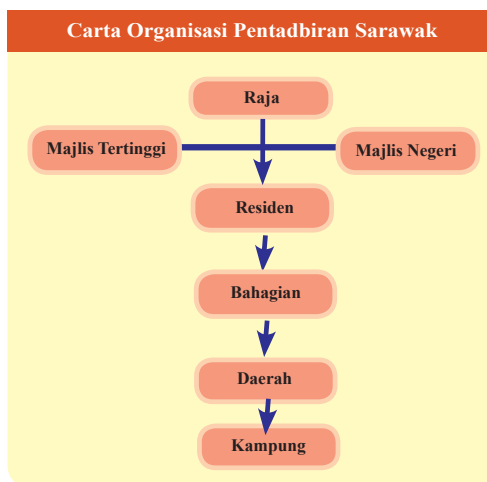 Carta Organisasi Pentadbiran Sarawak
Raja
Majlis Tertinggi
Majlis Negeri
Residen
Bahagian
Daerah
Kampung